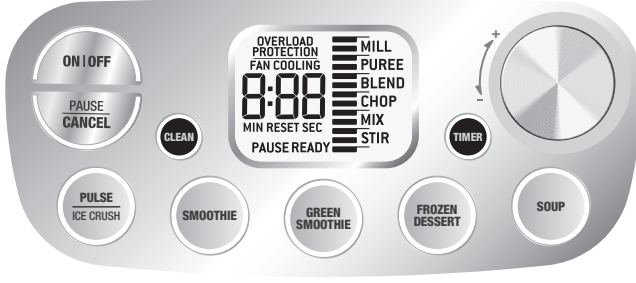 ON|OFF
PAUSE
CANCEL
CLEAN
OVERLOAD
PROTECTION
FAN COOLING
8:88
MIN RESET SEC
PAUSE READY
MILL
PUREE
BLEND
CHOP
MIX
STIR
+
-
TIMER
PULSE
ICE CRUSH
SMOOTHIE
GREEN
SMOOTHIE
FROZEN
DESSERT
SOUP